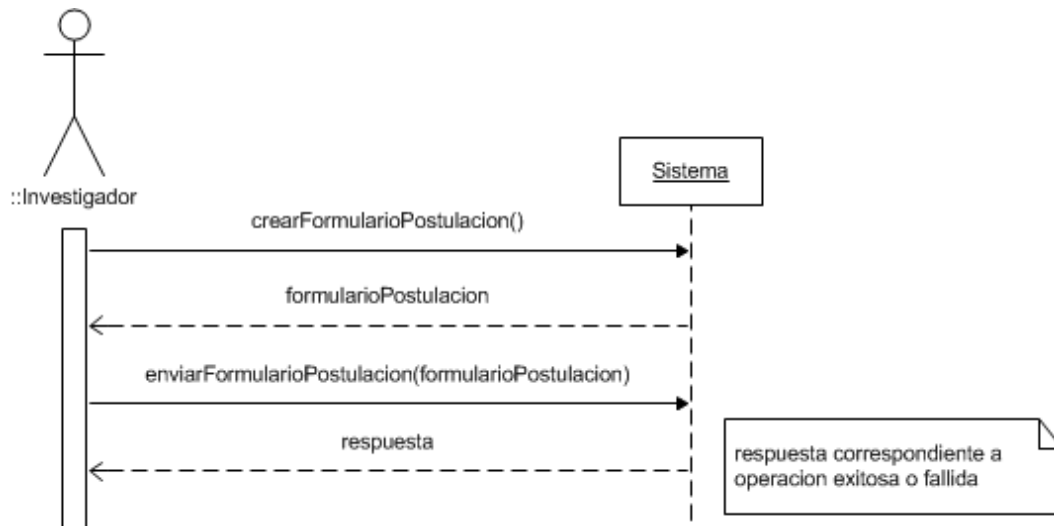 ::Investigador
Sistema
crearFormularioPostulacion()
formularioPostulacion
enviarFormularioPostulacion(formularioPostulacion)
respuesta
respuesta correspondiente a
operacion exitosa o fallida